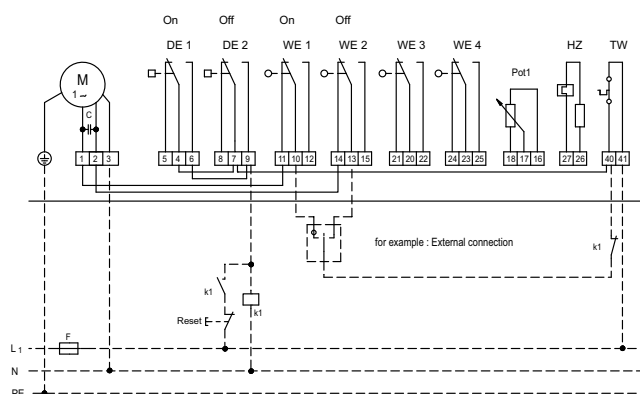 On Off On Off
DE 1 DE 2 WE 1 WE 2 WE 3 WE 4 HZ TW
Pot1
M
1~
C
1 2 3 5 4 6 8 7 9 11 10 12 14 13 15 21 20 22 24 23 25 18 17 16 27 26 40 41
for example : External connection
k1
k1
k1
Reset
L1 F
N
PE